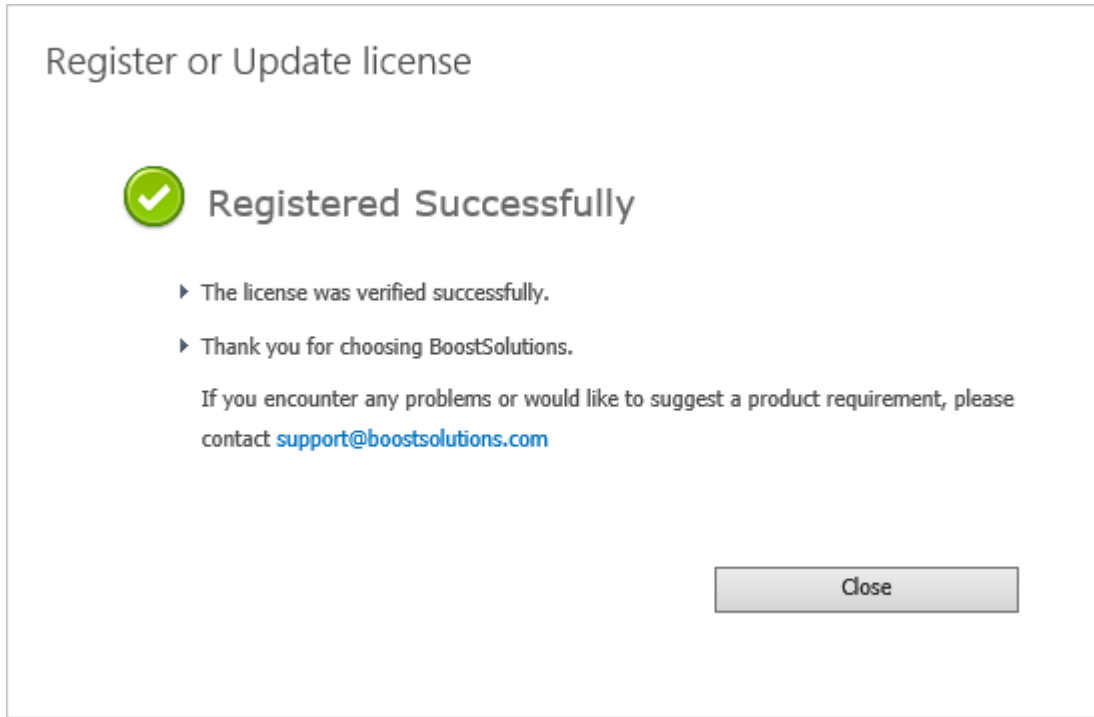 Register or Update license
Registered Successfully
The license was verified successfully.
Thank you for choosing BoostSolutions.
If you encounter any problems or would like to suggest a product requirement, please
contact support@boostsolutions.com
Close